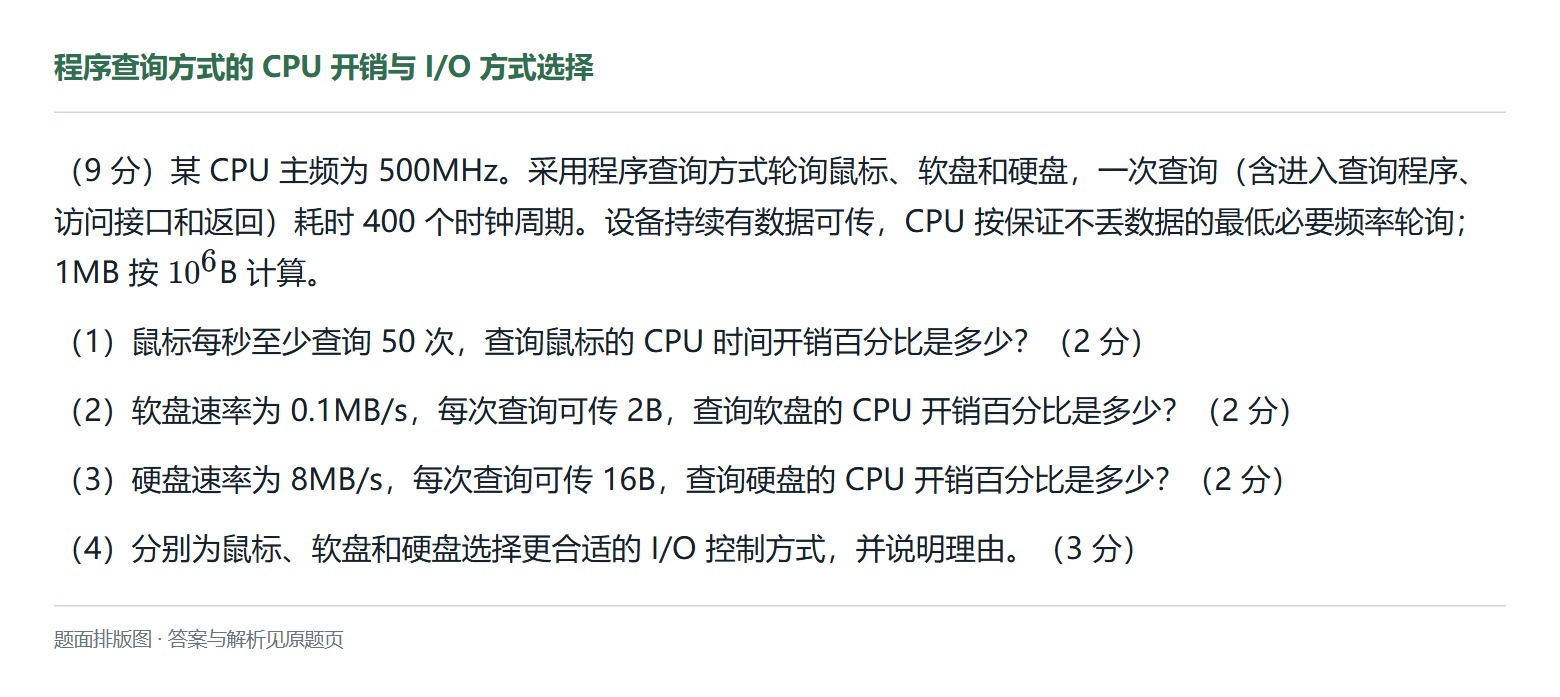 程序查询方式的 CPU 开销与 I/O 方式选择
（9 分）某 CPU 主频为 500MHz。采用程序查询方式轮询鼠标、软盘和硬盘，一次查询（含进入查询程序、
访问接口和返回）耗时 400 个时钟周期。设备持续有数据可传，CPU 按保证不丢数据的最低必要频率轮询；
1MB 按 10⁶B 计算。
（1）鼠标每秒至少查询 50 次，查询鼠标的 CPU 时间开销百分比是多少？（2 分）
（2）软盘速率为 0.1MB/s，每次查询可传 2B，查询软盘的 CPU 开销百分比是多少？（2 分）
（3）硬盘速率为 8MB/s，每次查询可传 16B，查询硬盘的 CPU 开销百分比是多少？（2 分）
（4）分别为鼠标、软盘和硬盘选择更合适的 I/O 控制方式，并说明理由。（3 分）
题面排版图 · 答案与解析见原题页